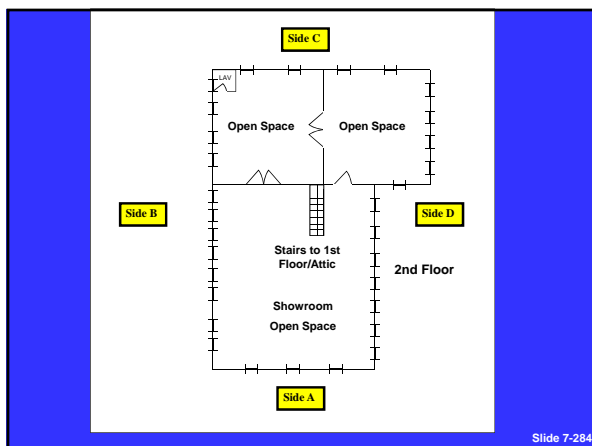 Side C
LAV
Open Space
Open Space
Side B
Side D
Stairs to 1st
Floor/Attic
2nd Floor
Showroom
Open Space
Side A
Slide 7-284